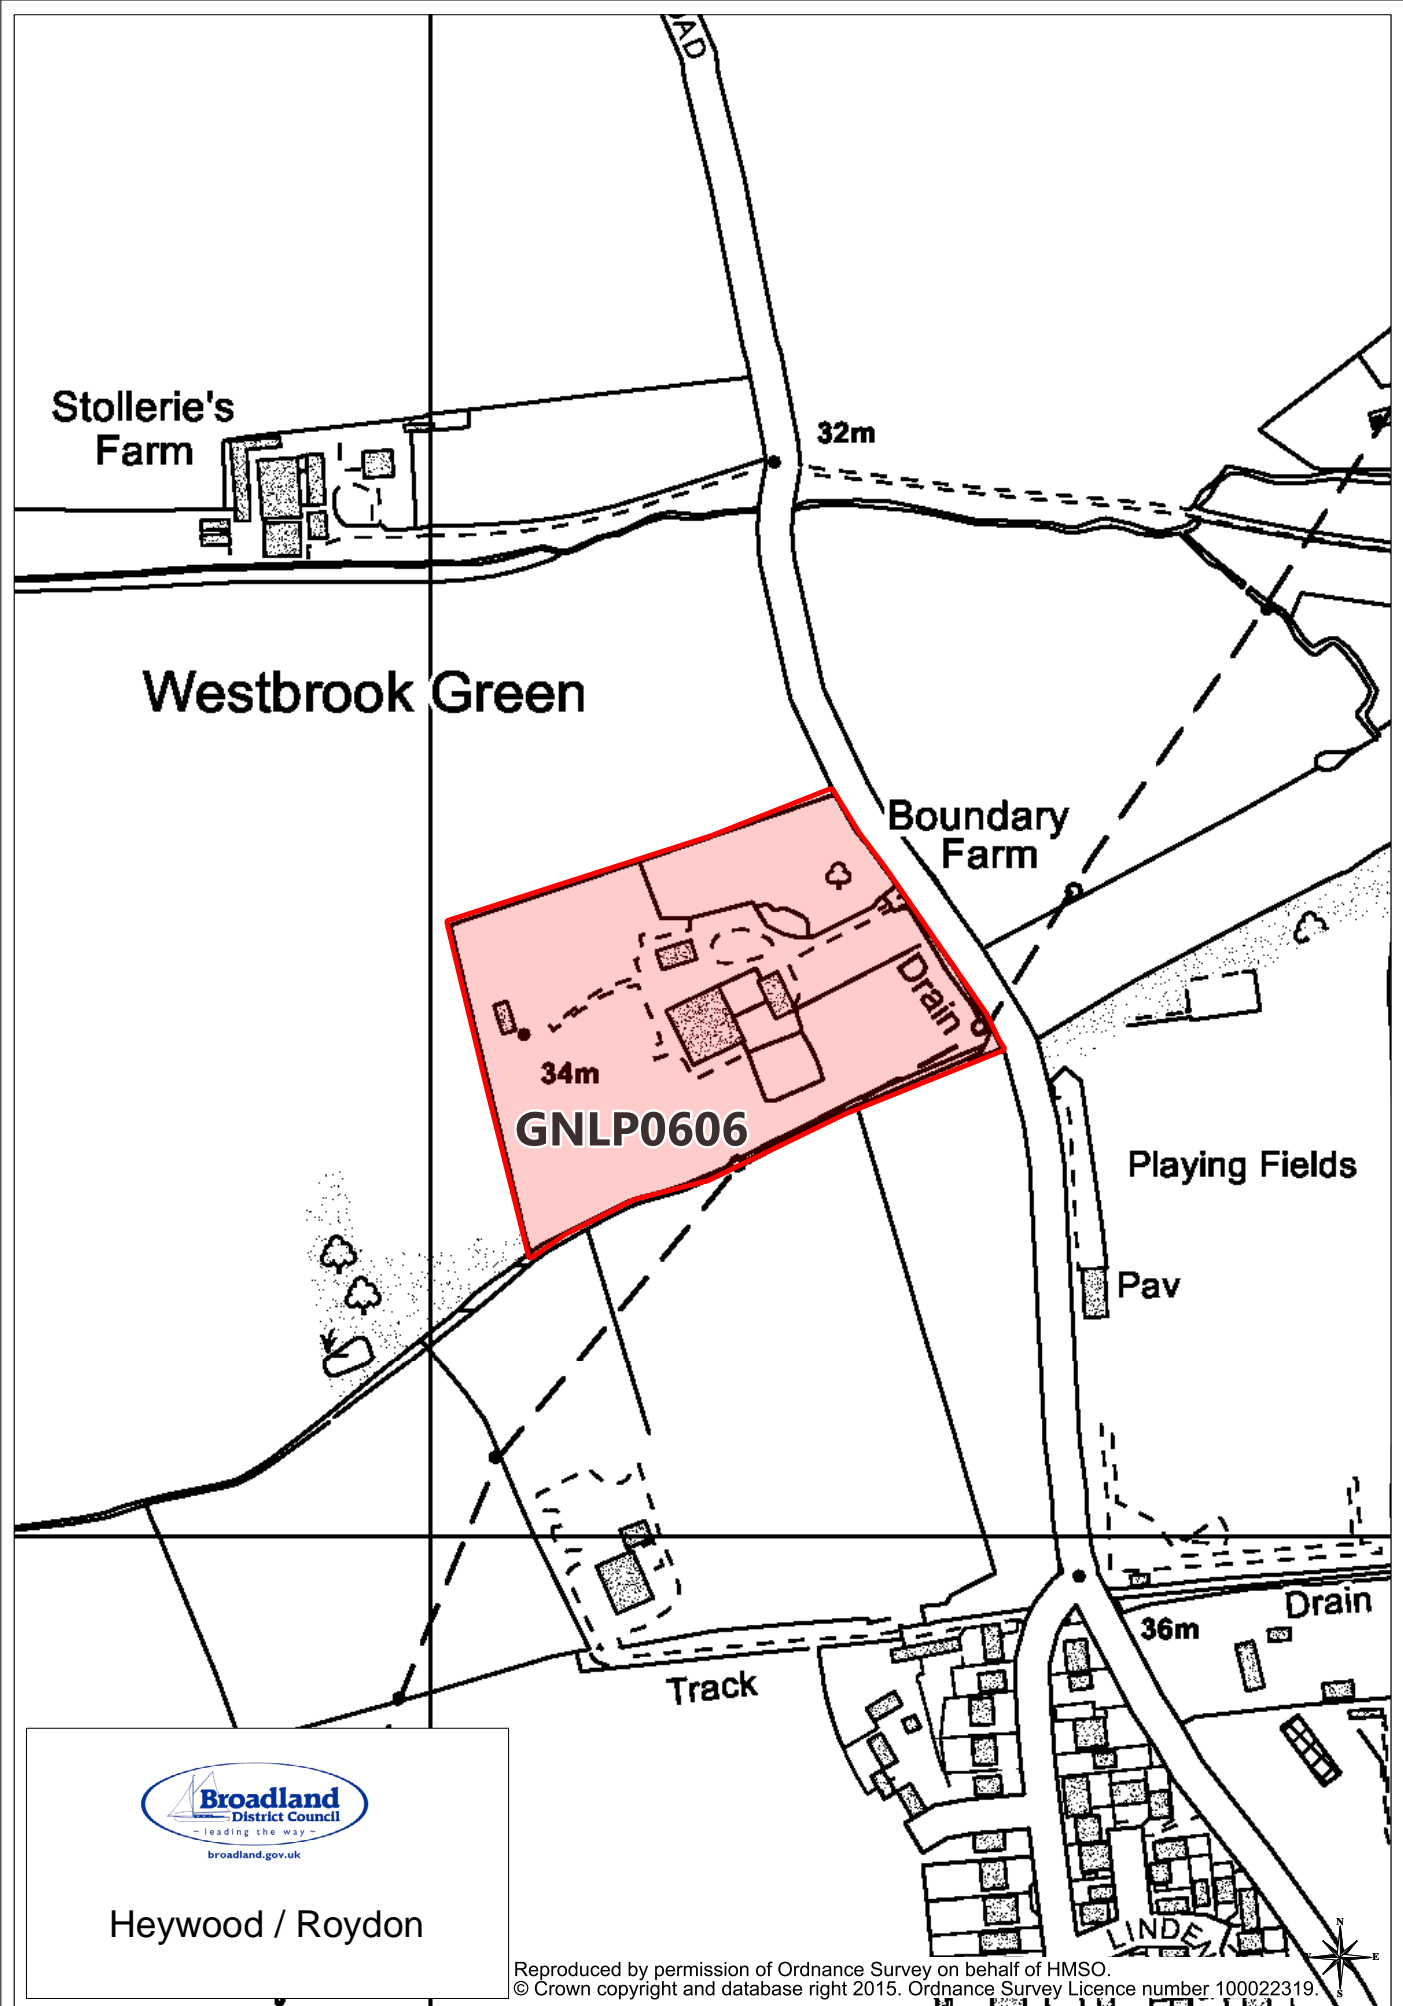 OAD
Stollerie's
Farm
32m
Westbrook Green
Boundary
Farm
Drain
34m
GNLP0606
Playing Fields
Pav
Drain
36m
Track
LINDEN
Broadland
District Council
~ leading the way ~
broadland.gov.uk
Heywood / Roydon
N
E
S
Reproduced by permission of Ordnance Survey on behalf of HMSO.
© Crown copyright and database right 2015. Ordnance Survey Licence number 100022319.